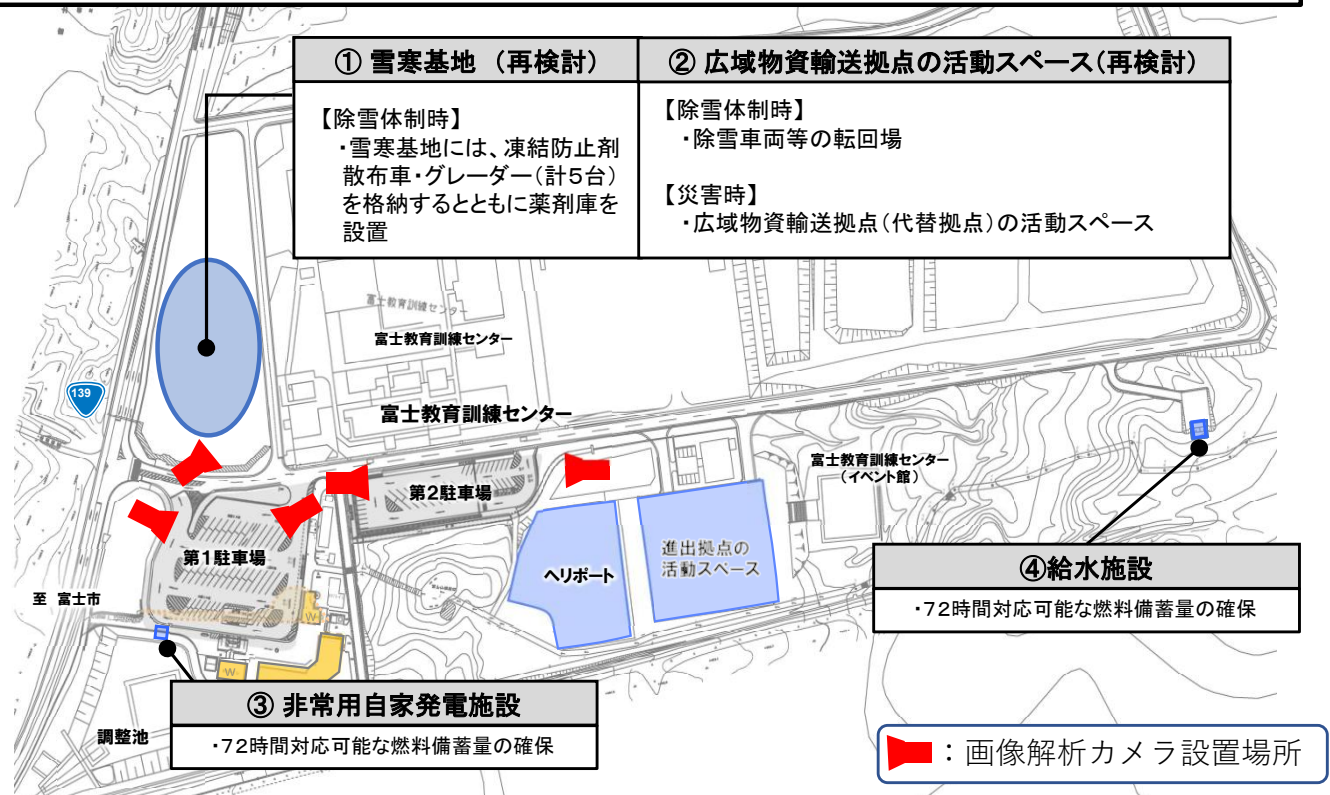 ① 雪寒基地 （再検討）
【除雪体制時】
・雪寒基地には、凍結防止剤
散布車・グレーダー（計５台）
を格納するとともに薬剤庫を
設置
② 広域物資輸送拠点の活動スペース（再検討）
【除雪体制時】
・除雪車両等の転回場
【災害時】
・広域物資輸送拠点（代替拠点）の活動スペース
富士教育訓練センター
富士教育訓練センター
139
富士教育訓練センター
富士教育訓練センター
（イベント館）
第２駐車場
第１駐車場
ヘリポート
進出拠点の
活動スペース
至 富士市
④給水施設
・７２時間対応可能な燃料備蓄量の確保
W
W
③ 非常用自家発電施設
・７２時間対応可能な燃料備蓄量の確保
調整池
：画像解析カメラ設置場所